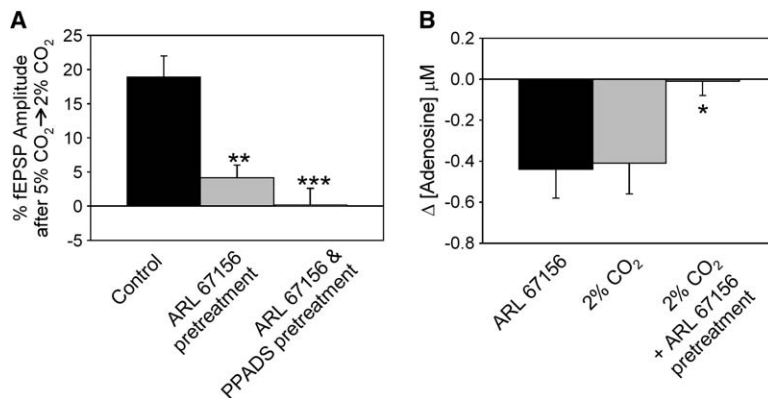 A
% fEPSP Amplitude
after 5% CO₂→2% CO₂
25
20
15
10
5
0
-5
**
***
Control
ARL 67156
pretreatment
ARL 67156 &
PPADS pretreatment
B
Δ [Adenosine] μM
0.2
0.0
-0.2
-0.4
-0.6
-0.8
*
ARL 67156
2% CO₂
2% CO₂
+ ARL 67156
pretreatment